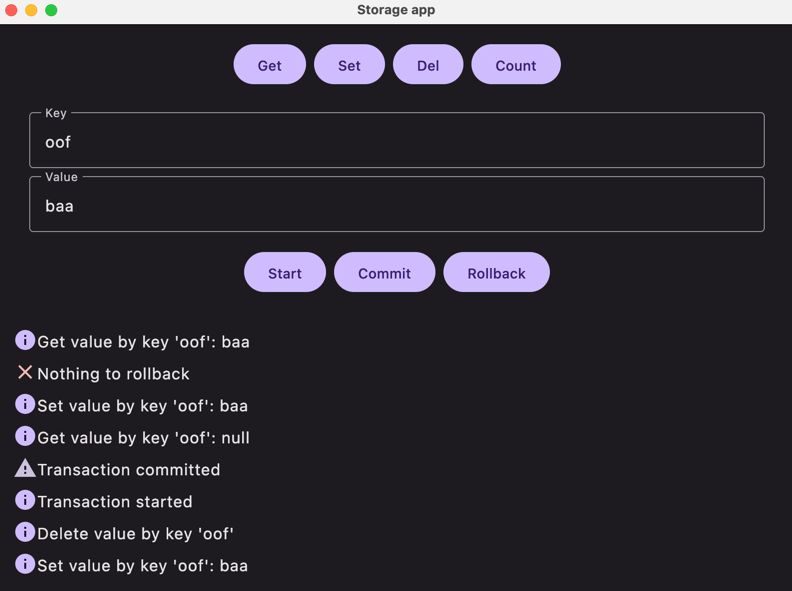 Storage app
Get Set Del Count
Key
oof
Value
baa
Start Commit Rollback
Get value by key 'oof': baa
Nothing to rollback
Set value by key 'oof': baa
Get value by key 'oof': null
Transaction committed
Transaction started
Delete value by key 'oof'
Set value by key 'oof': baa